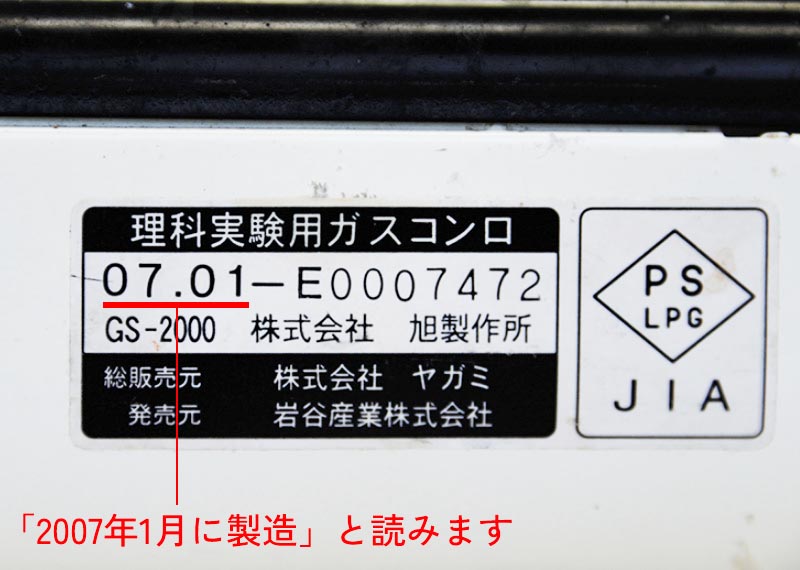 理科実験用ガスコンロ
07.01-E0007472
GS-2000 株式会社 旭製作所
総販売元 株式会社 ヤガミ
発売元 岩谷産業株式会社
PS
LPG
JIA
「2007年1月に製造」と読みます